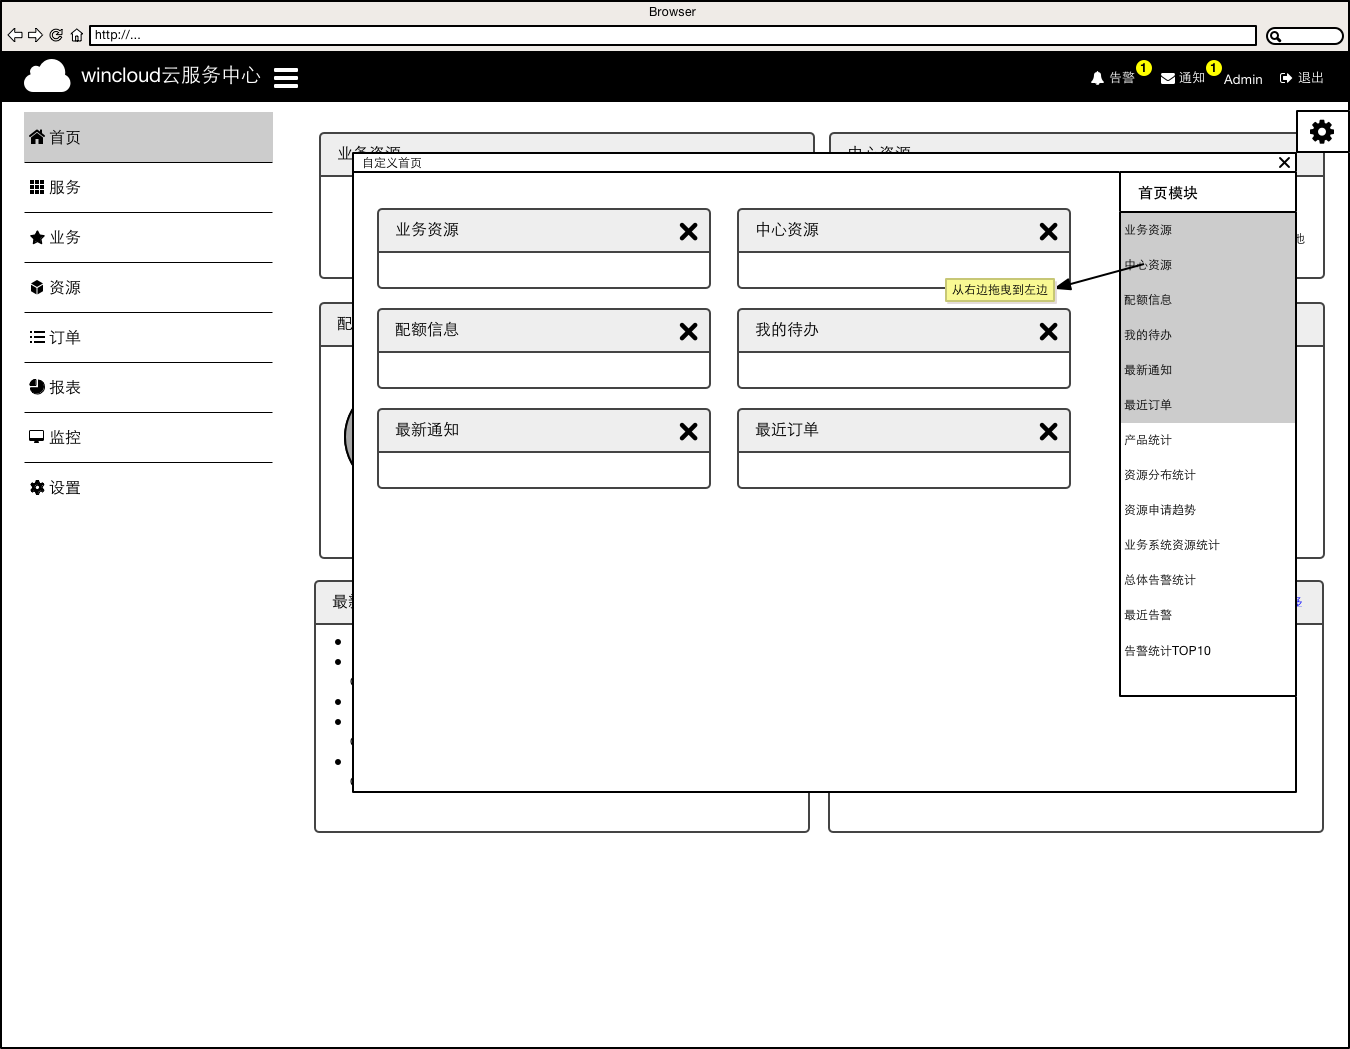 Browser
http://...
wincloud云服务中心
告警 1
通知 1
Admin
退出
首页
服务
业务
资源
订单
报表
监控
设置
自定义首页
业务资源
中心资源
从右边拖曳到左边
配额信息
我的待办
最新通知
最近订单
首页模块
业务资源
中心资源
配额信息
我的待办
最新通知
最近订单
产品统计
资源分布统计
资源申请趋势
业务系统资源统计
总体告警统计
最近告警
告警统计TOP10
业务资源
中心资源
配
最